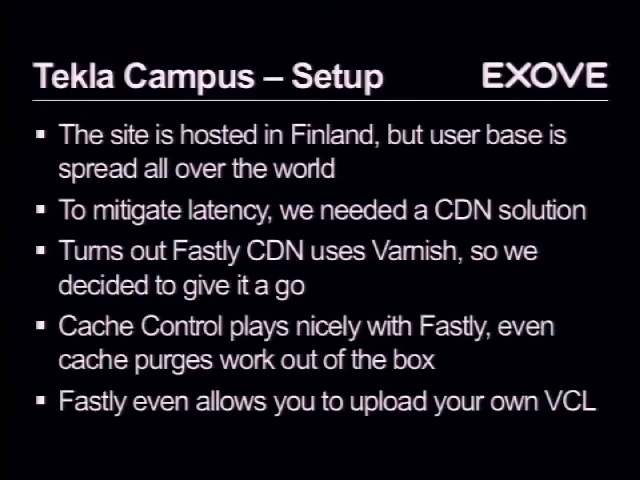 Tekla Campus – Setup
EXOVE
▪ The site is hosted in Finland, but user base is
spread all over the world
▪ To mitigate latency, we needed a CDN solution
▪ Turns out Fastly CDN uses Varnish, so we
decided to give it a go
▪ Cache Control plays nicely with Fastly, even
cache purges work out of the box
▪ Fastly even allows you to upload your own VCL